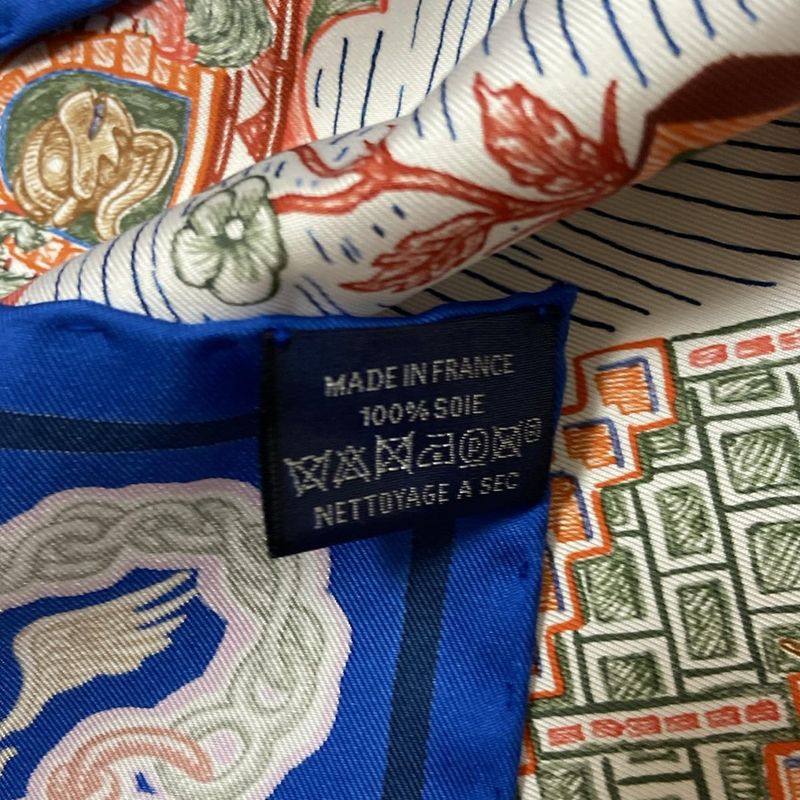 MADE IN FRANCE
100% SOIE
P
NETTOYAGE A SEC